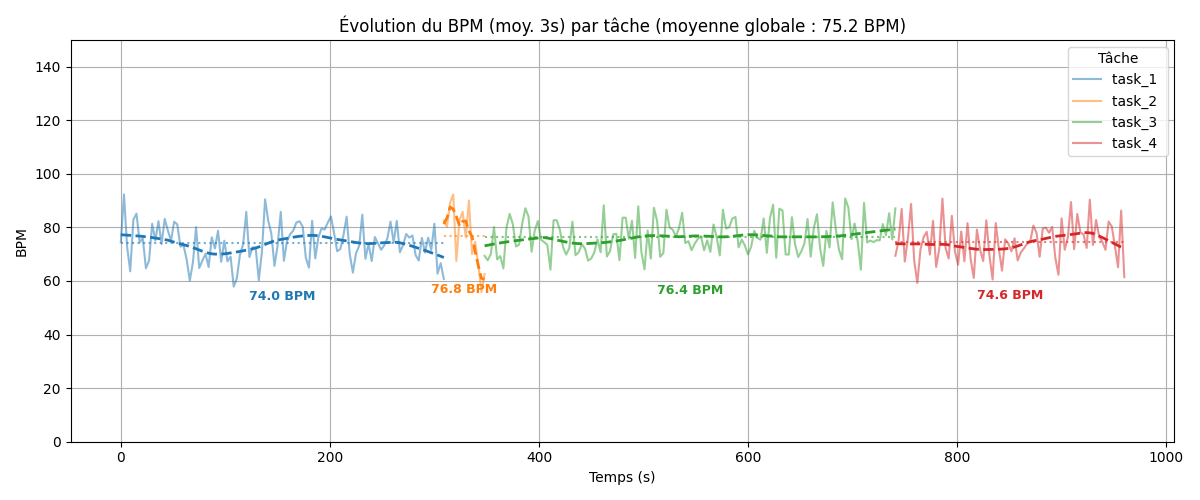 Évolution du BPM (moy. 3s) par tâche (moyenne globale : 75.2 BPM)
BPM
140
120
100
80
60
40
20
0
Tâche
task_1
task_2
task_3
task_4
74.0 BPM
76.8 BPM
76.4 BPM
74.6 BPM
0
200
400
600
800
1000
Temps (s)